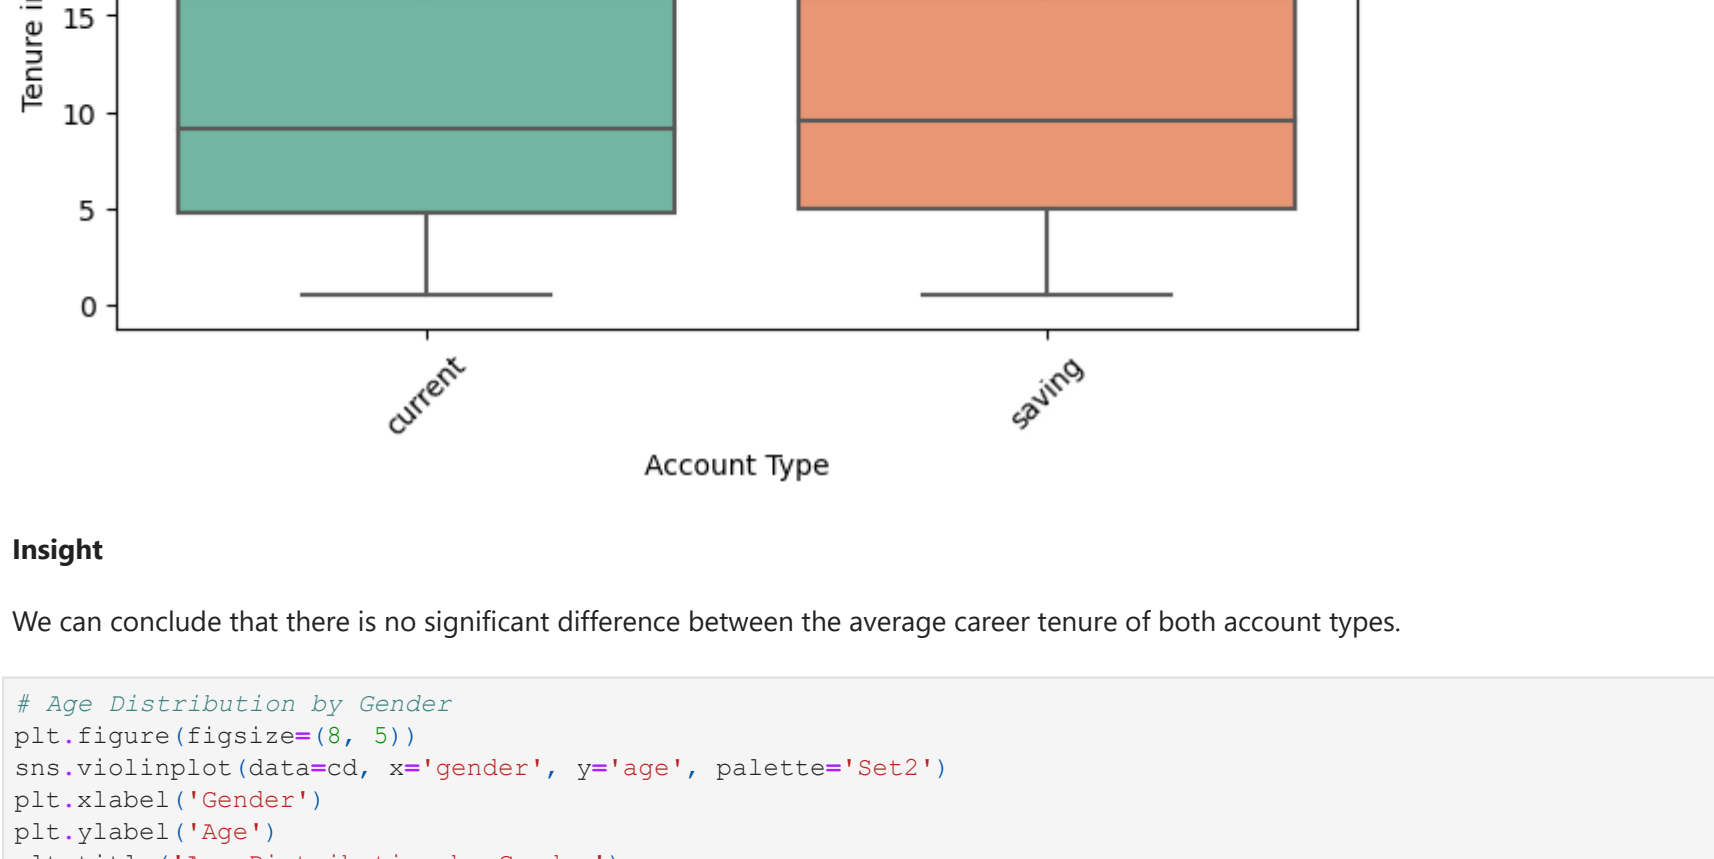 15
Tenure
10
5
0
current
saving
Account Type
Insight
We can conclude that there is no significant difference between the average career tenure of both account types.
# Age Distribution by Gender
plt.figure(figsize=(8, 5))
sns.violinplot(data=cd, x='gender', y='age', palette='Set2')
plt.xlabel('Gender')
plt.ylabel('Age')